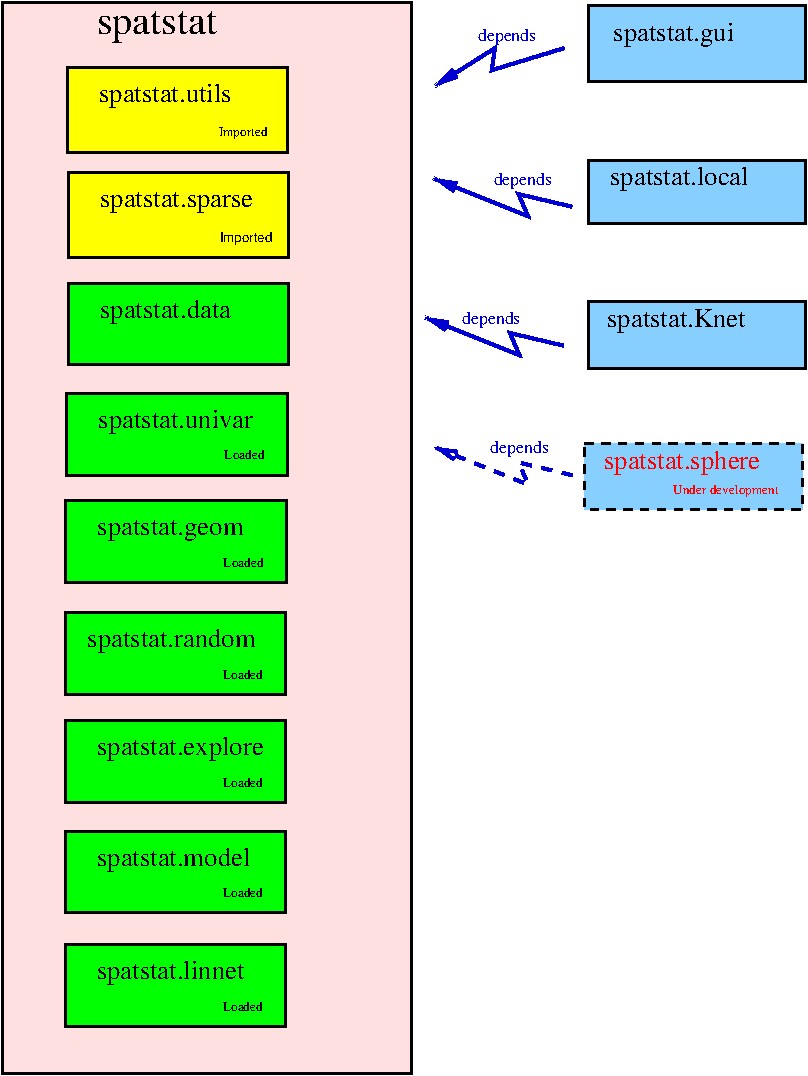 spatstat
spatstat.utils
Imported
spatstat.sparse
Imported
spatstat.data
spatstat.univar
Loaded
spatstat.geom
Loaded
spatstat.random
Loaded
spatstat.explore
Loaded
spatstat.model
Loaded
spatstat.linnet
Loaded
depends
spatstat.gui
depends
spatstat.local
depends
spatstat.Knet
depends
spatstat.sphere
Under development